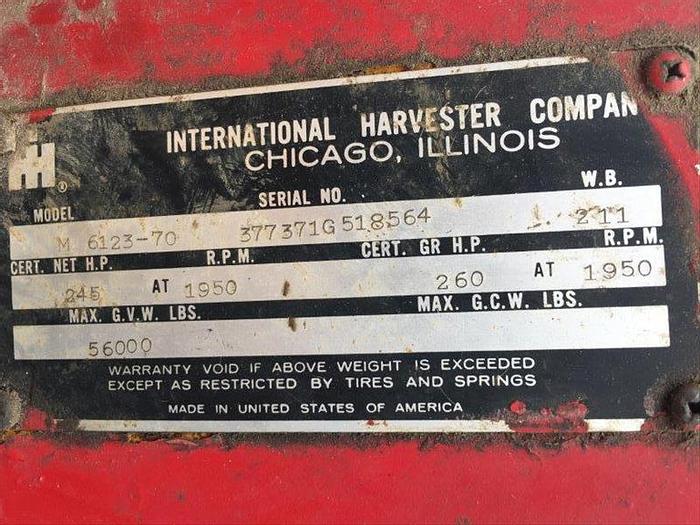 INTERNATIONAL HARVESTER COMPAN
CHICAGO, ILLINOIS
IH ®
MODEL SERIAL NO. W.B.
M 6123-70 377371G518564 211
CERT. NET H.P. R.P.M. CERT. GR H.P. R.P.M.
245 AT 1950 260 AT 1950
MAX. G.V.W. LBS. MAX. G.C.W. LBS.
56000
WARRANTY VOID IF ABOVE WEIGHT IS EXCEEDED
EXCEPT AS RESTRICTED BY TIRES AND SPRINGS
MADE IN UNITED STATES OF AMERICA